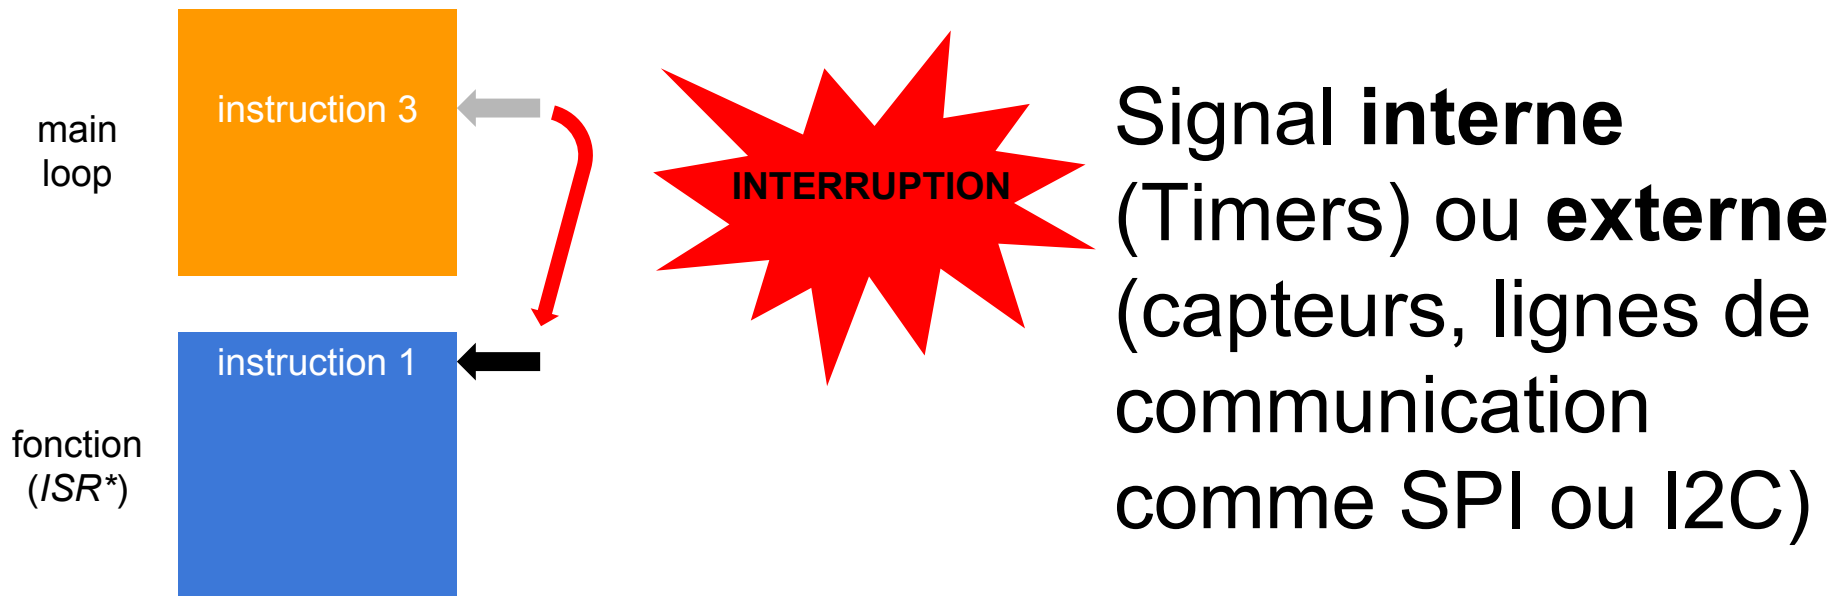 main
loop
instruction 3
fonction
(ISR*)
instruction 1
INTERRUPTION
Signal interne
(Timers) ou externe
(capteurs, lignes de
communication
comme SPI ou I2C)